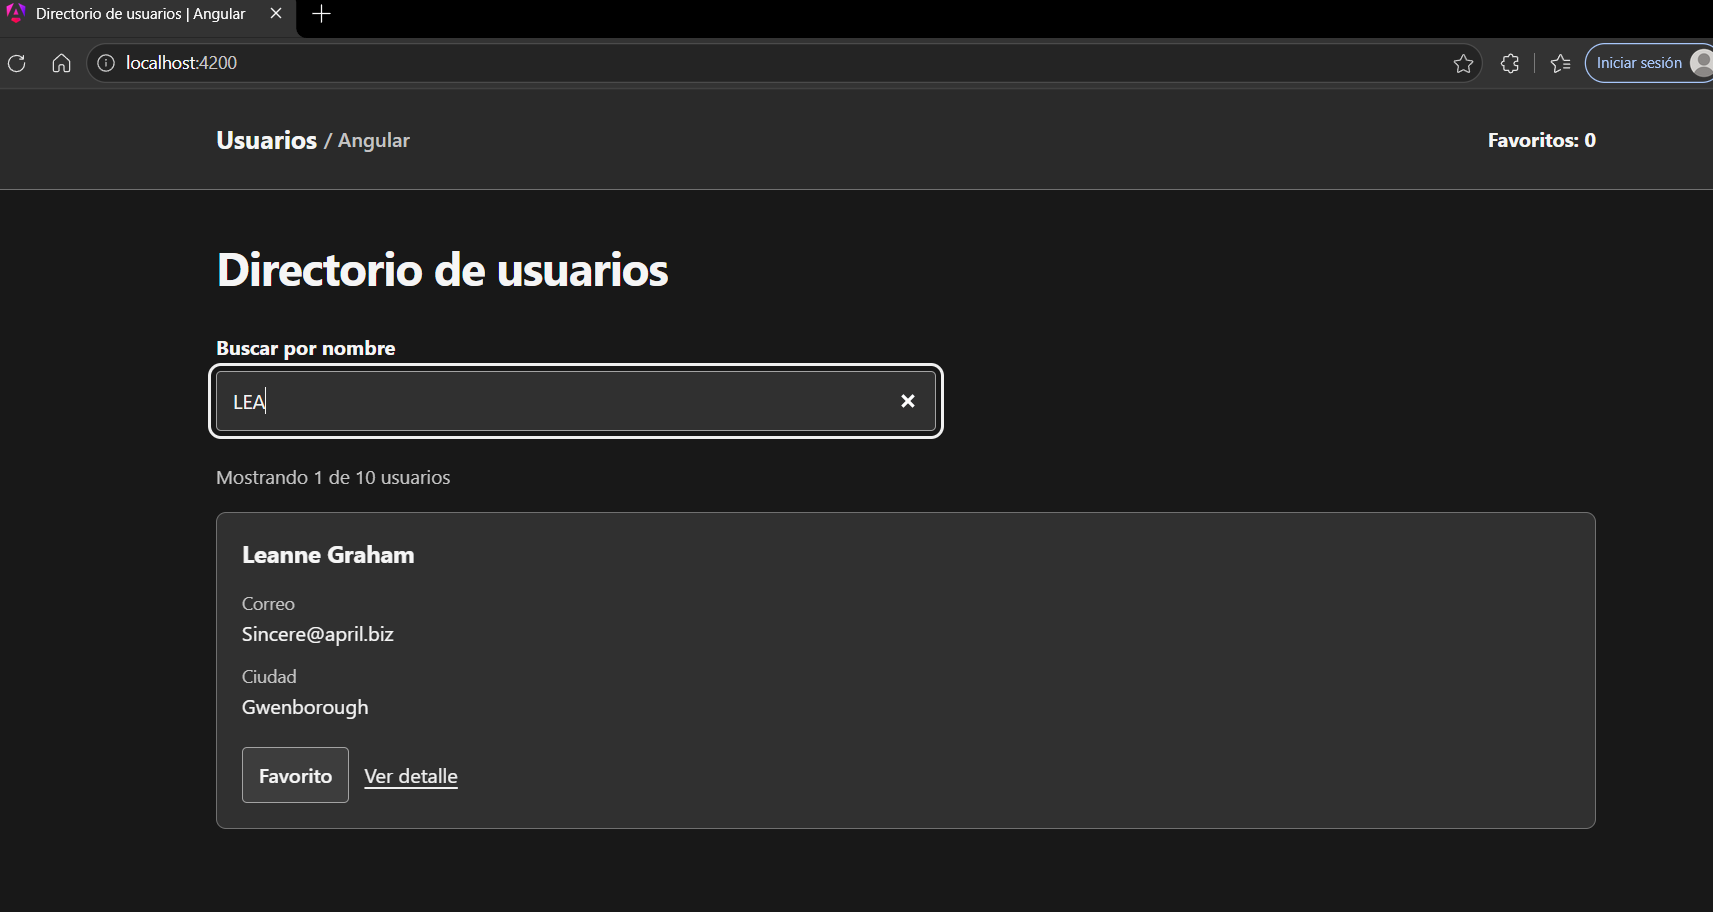 Directorio de usuarios | Angular
localhost:4200
Iniciar sesión
Usuarios / Angular
Favoritos: 0
Directorio de usuarios
Buscar por nombre
LEA
Mostrando 1 de 10 usuarios
Leanne Graham
Correo
Sincere@april.biz
Ciudad
Gwenborough
Favorito Ver detalle